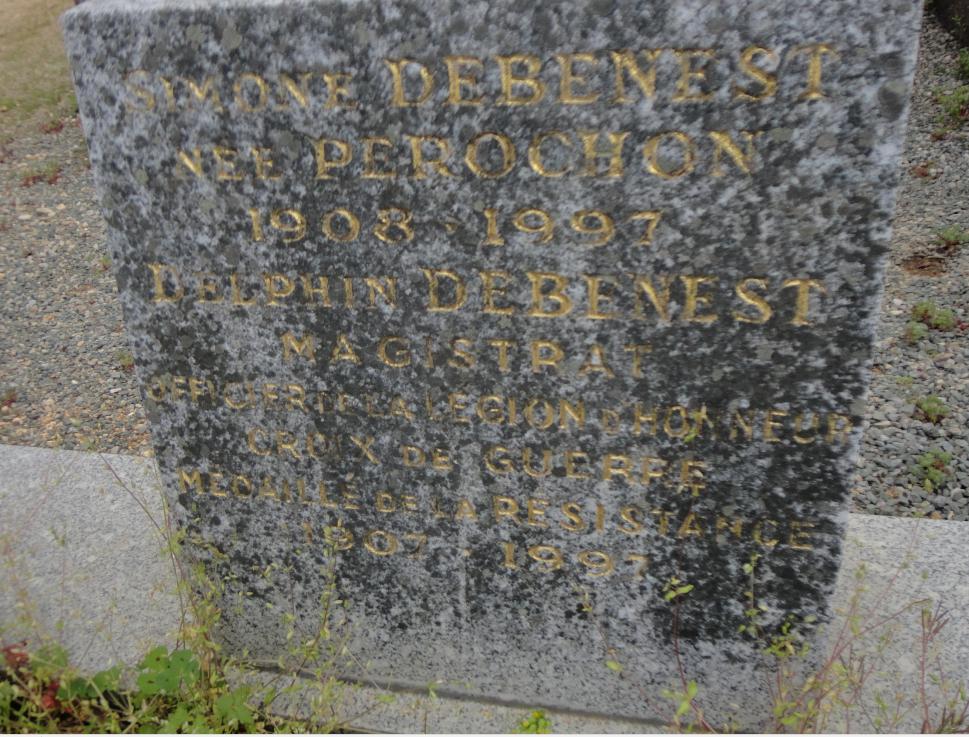 SIMONE DEBENEST
NEE PEROCHON
1908 - 1997
DELPHIN DEBENEST
MAGISTRAT
OFFICIER DE LA LEGION D'HONNEUR
CROIX DE GUERRE
MEDAILLÉ DE LA RESISTANCE
1907 - 1997